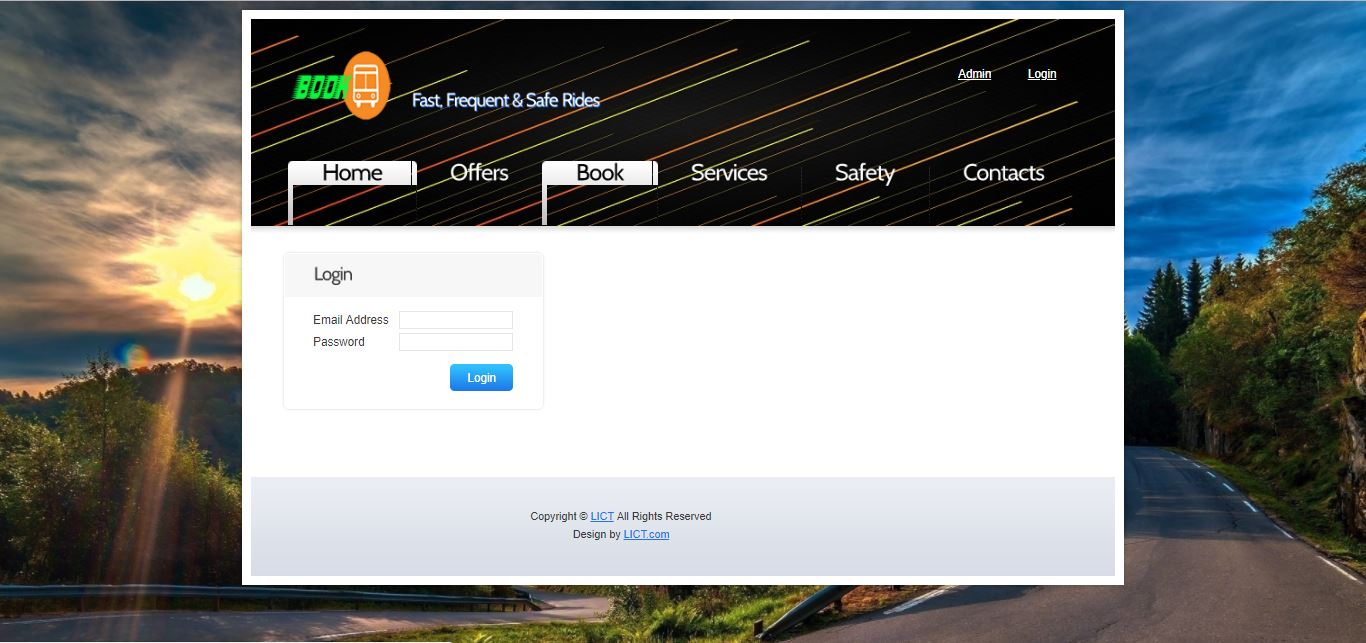 Admin Login
BOOK
Fast, Frequent & Safe Rides
Home Offers Book Services Safety Contacts
Login
Email Address
Password
Login
Copyright © LICT All Rights Reserved
Design by LICT.com